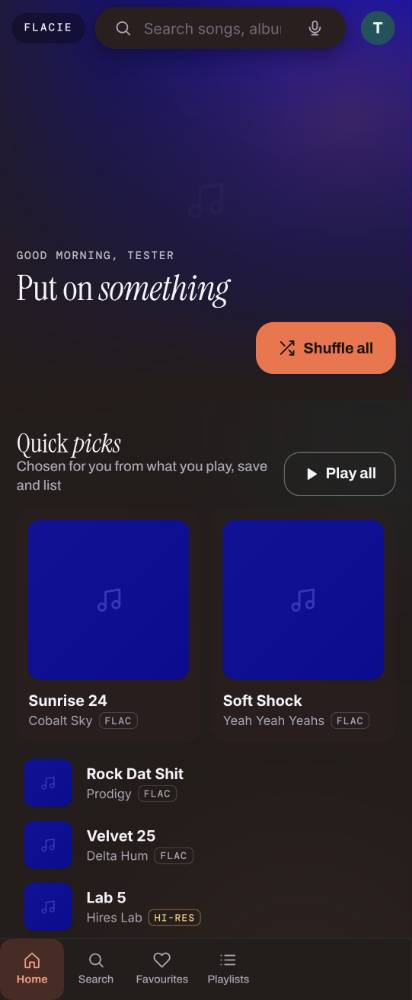 FLACIE
Search songs, albu
T
GOOD MORNING, TESTER
Put on something
Shuffle all
Quick picks
Chosen for you from what you play, save
and list
Play all
Sunrise 24
Cobalt Sky FLAC
Soft Shock
Yeah Yeah Yeahs FLAC
Rock Dat Shit
Prodigy FLAC
Velvet 25
Delta Hum FLAC
Lab 5
Hires Lab HI-RES
Home Search Favourites Playlists